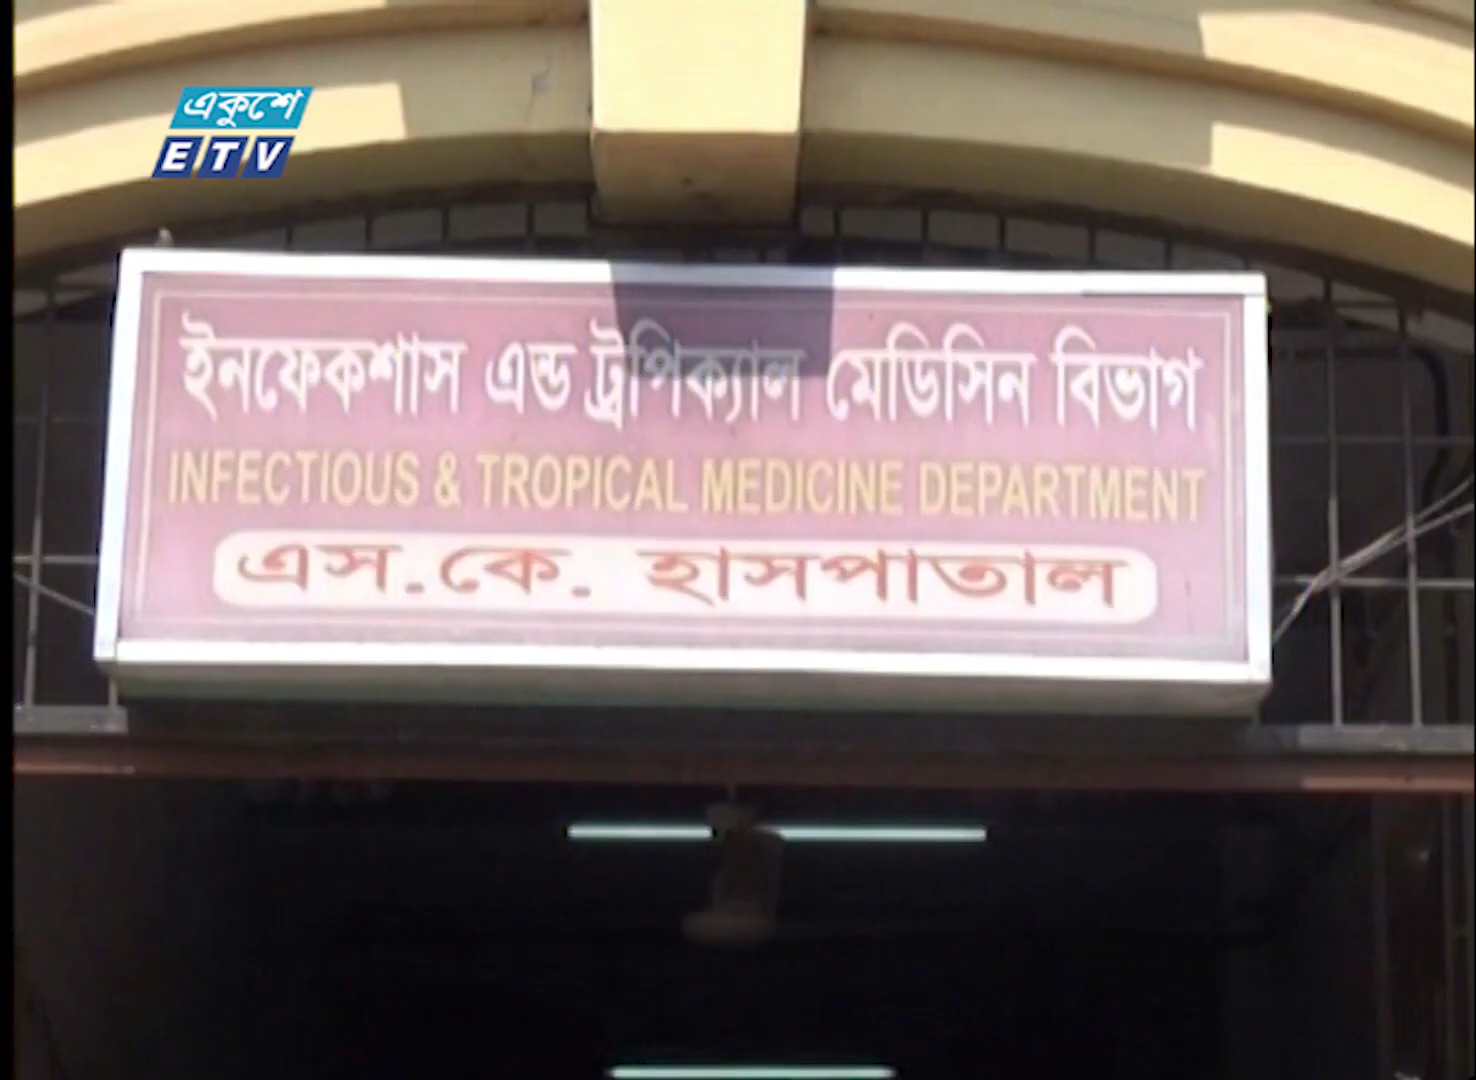 একুশে
ETV
ইনফেকশাস এন্ড ট্রপিক্যাল মেডিসিন বিভাগ
INFECTIOUS & TROPICAL MEDICINE DEPARTMENT
এস.কে. হাসপাতাল